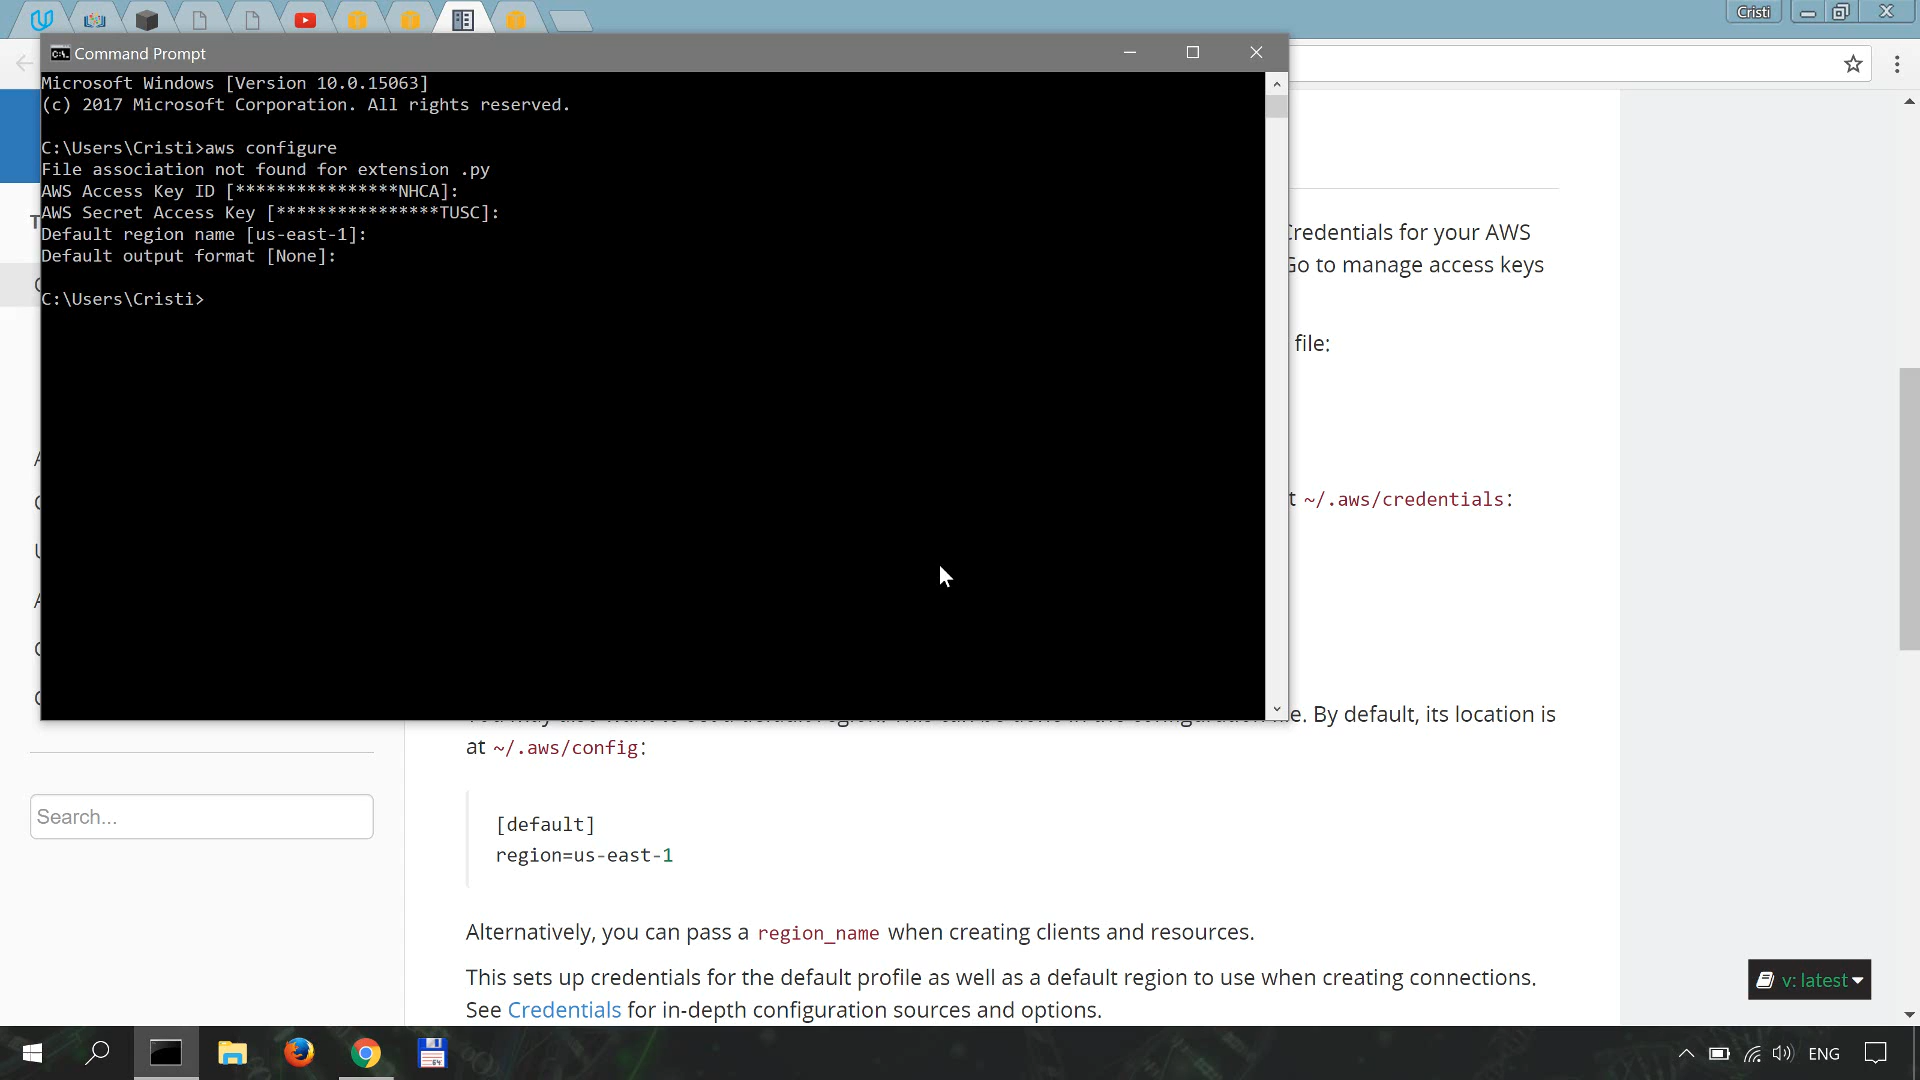 Cristi
Command Prompt
Microsoft Windows [Version 10.0.15063]
(c) 2017 Microsoft Corporation. All rights reserved.
C:\Users\Cristi>aws configure
File association not found for extension .py
AWS Access Key ID [****************NHCA]:
AWS Secret Access Key [****************TUSC]:
Default region name [us-east-1]:
Default output format [None]:
C:\Users\Cristi>
Credentials for your AWS
Go to manage access keys
file:
~/.aws/credentials:
By default, its location is
at ~/.aws/config:
Search...
[default]
region=us-east-1
Alternatively, you can pass a region_name when creating clients and resources.
This sets up credentials for the default profile as well as a default region to use when creating connections.
See Credentials for in-depth configuration sources and options.
v: latest
64
ENG